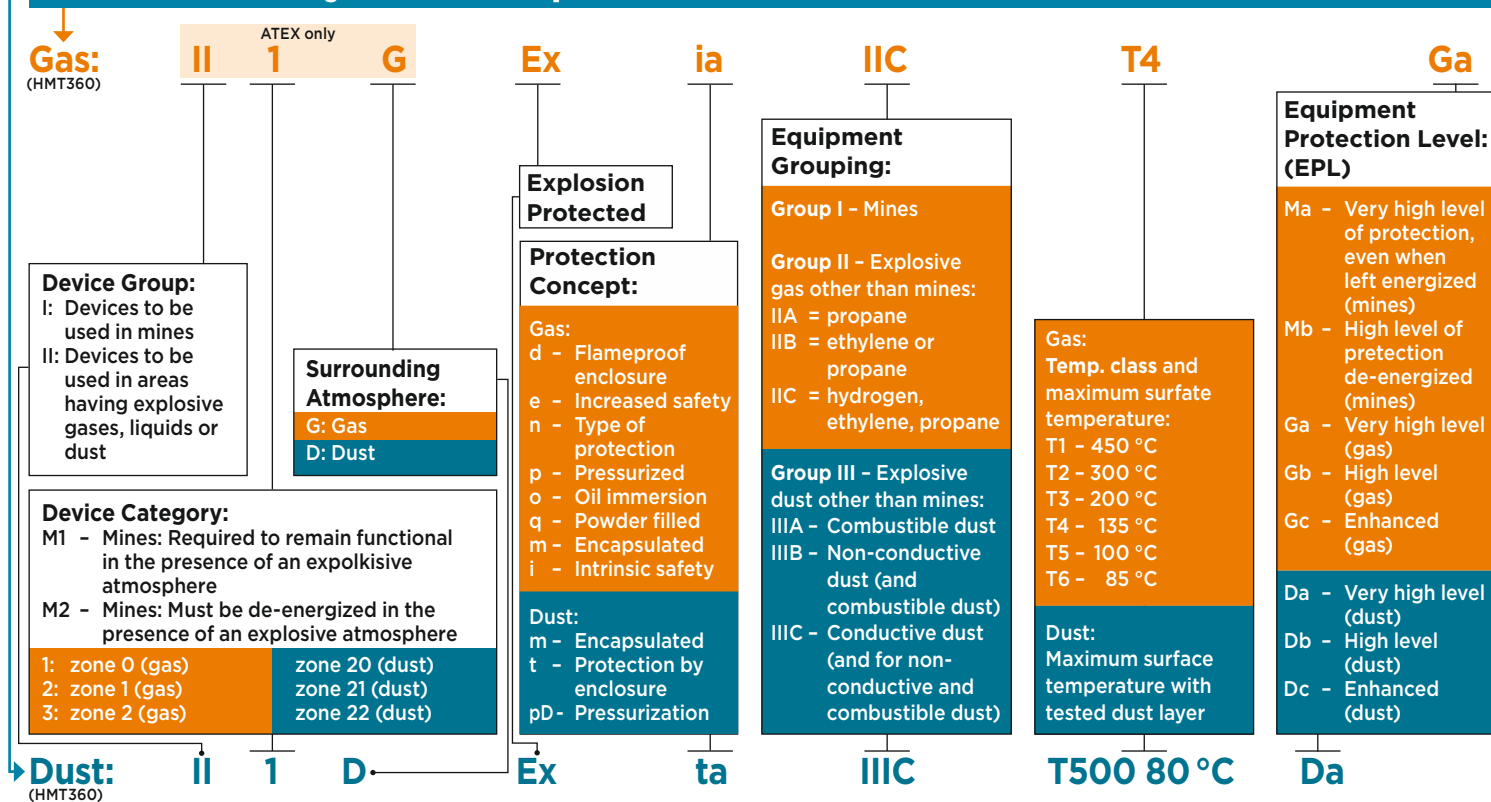 ATEX only
Gas: II 1 G Ex ia IIC T4 Ga
(HMT360)
Device Group:
I: Devices to be
used in mines
II: Devices to be
used in areas
having explosive
gases, liquids or
dust
Surrounding
Atmosphere:
G: Gas
D: Dust
Device Category:
M1 – Mines: Required to remain functional
in the presence of an expolkisive
atmosphere
M2 – Mines: Must be de-energized in the
presence of an explosive atmosphere
1: zone 0 (gas) zone 20 (dust)
2: zone 1 (gas) zone 21 (dust)
3: zone 2 (gas) zone 22 (dust)
Explosion
Protected
Protection
Concept:
Gas:
d – Flameproof
enclosure
e – Increased safety
n – Type of
protection
p – Pressurized
o – Oil immersion
q – Powder filled
m – Encapsulated
i – Intrinsic safety
Dust:
m – Encapsulated
t – Protection by
enclosure
pD – Pressurization
Equipment
Grouping:
Group I – Mines
Group II – Explosive
gas other than mines:
IIA = propane
IIB = ethylene or
propane
IIC = hydrogen,
ethylene, propane
Group III – Explosive
dust other than mines:
IIIA – Combustible dust
IIIB – Non-conductive
dust (and
combustible dust)
IIIC – Conductive dust
(and for non-
conductive and
combustible dust)
Gas:
Temp. class and
maximum surfate
temperature:
T1 – 450 °C
T2 – 300 °C
T3 – 200 °C
T4 – 135 °C
T5 – 100 °C
T6 – 85 °C
Dust:
Maximum surface
temperature with
tested dust layer
Equipment
Protection Level:
(EPL)
Ma – Very high level
of protection,
even when
left energized
(mines)
Mb – High level of
pretection
de-energized
(mines)
Ga – Very high level
(gas)
Gb – High level
(gas)
Gc – Enhanced
(gas)
Da – Very high level
(dust)
Db – High level
(dust)
Dc – Enhanced
(dust)
Dust: II 1 D Ex ta IIIC T500 80 °C Da
(HMT360)